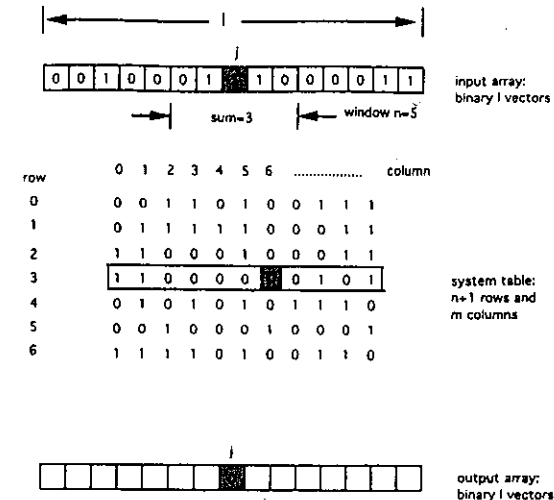 l
j
0 0 1 0 0 0 1 1 0 0 0 0 1 1
input array:
binary l vectors
sum=3
window n=5
row
0 1 2 3 4 5 6 .................. column
0 0 0 1 1 0 1 0 0 1 1 1
1 0 1 1 1 1 1 0 0 0 1 1
2 1 1 0 0 0 1 0 0 0 1 1
3 1 1 0 0 0 0 0 1 0 1
4 0 1 0 1 0 1 0 1 1 1 0
5 0 0 1 0 0 0 1 0 0 0 1
6 1 1 1 1 0 1 0 0 1 1 0
system table:
n+1 rows and
m columns
j
output array:
binary l vectors